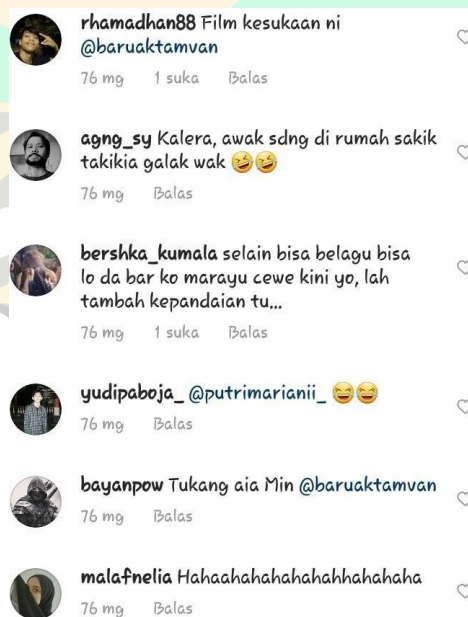 rhamadhan88 Film kesukaan ni
@baruaktamvan
76 mg 1 suka Balas
agng_sy Kalera, awak sdng di rumah sakik
takikia galak wak 🤣🤣
76 mg Balas
bershka_kumala selain bisa belagu bisa
lo da bar ko marayu cewe kini yo, lah
tambah kepandaian tu...
76 mg 1 suka Balas
yudipaboja_ @putrimarianii_ 😆😆
76 mg Balas
bayanpow Tukang aia Min @baruaktamvan
76 mg Balas
malafnelia Hahaahahahahahahhahahaha
76 mg Balas